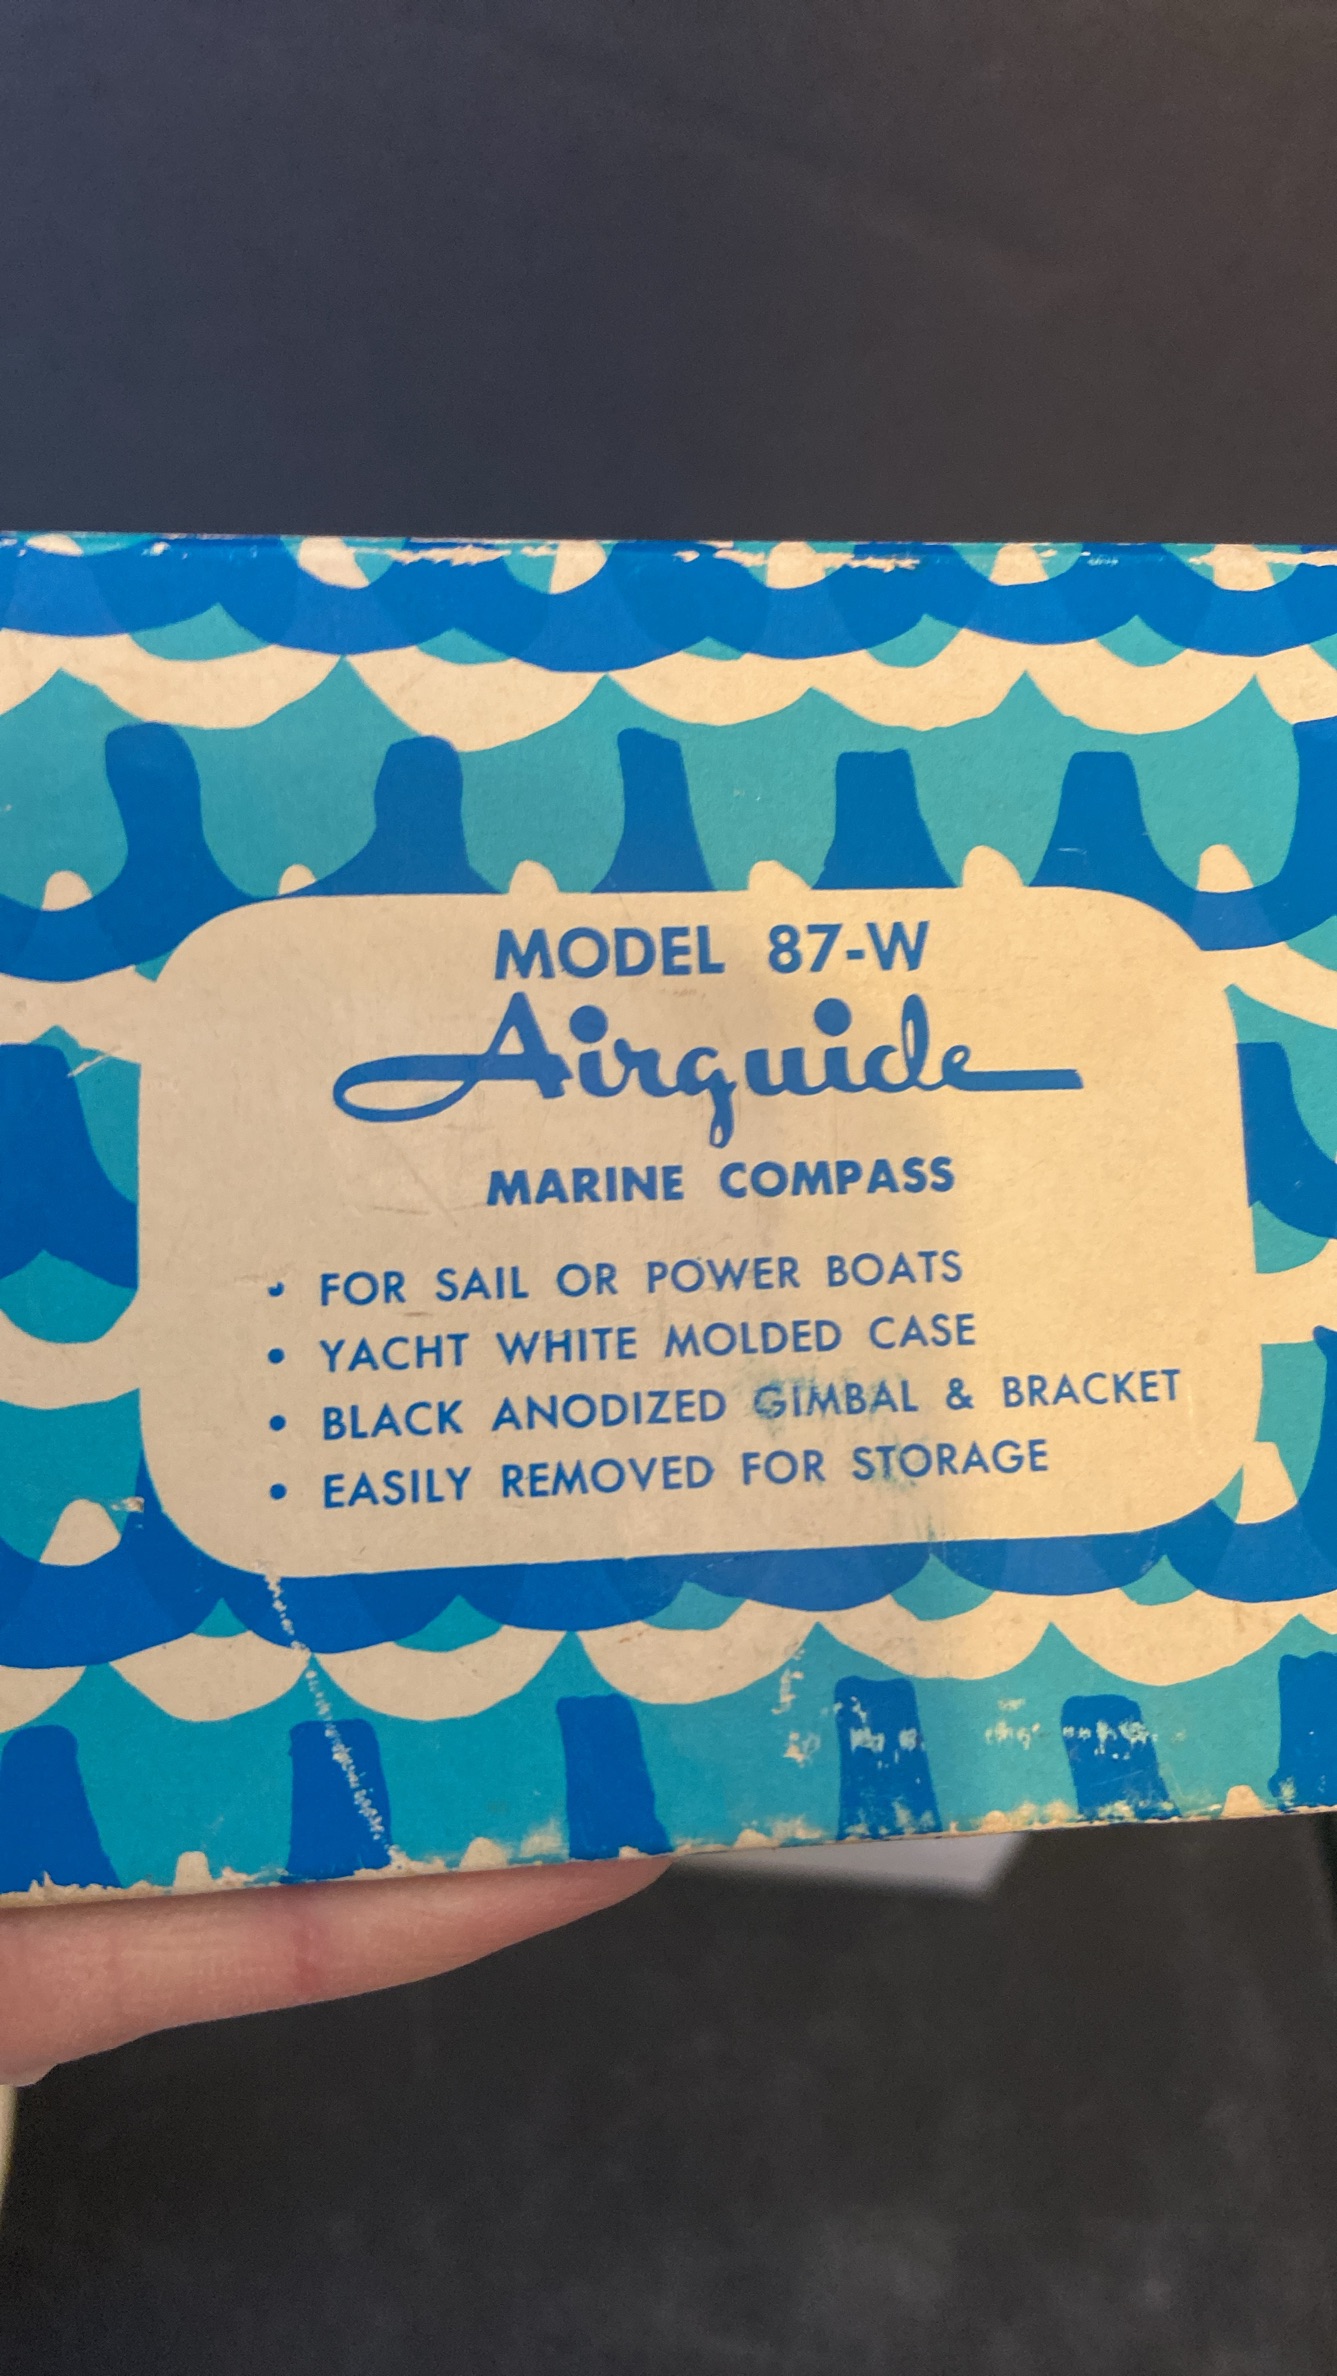 MODEL 87-W
Airguide
MARINE COMPASS
• FOR SAIL OR POWER BOATS
• YACHT WHITE MOLDED CASE
• BLACK ANODIZED GIMBAL & BRACKET
• EASILY REMOVED FOR STORAGE